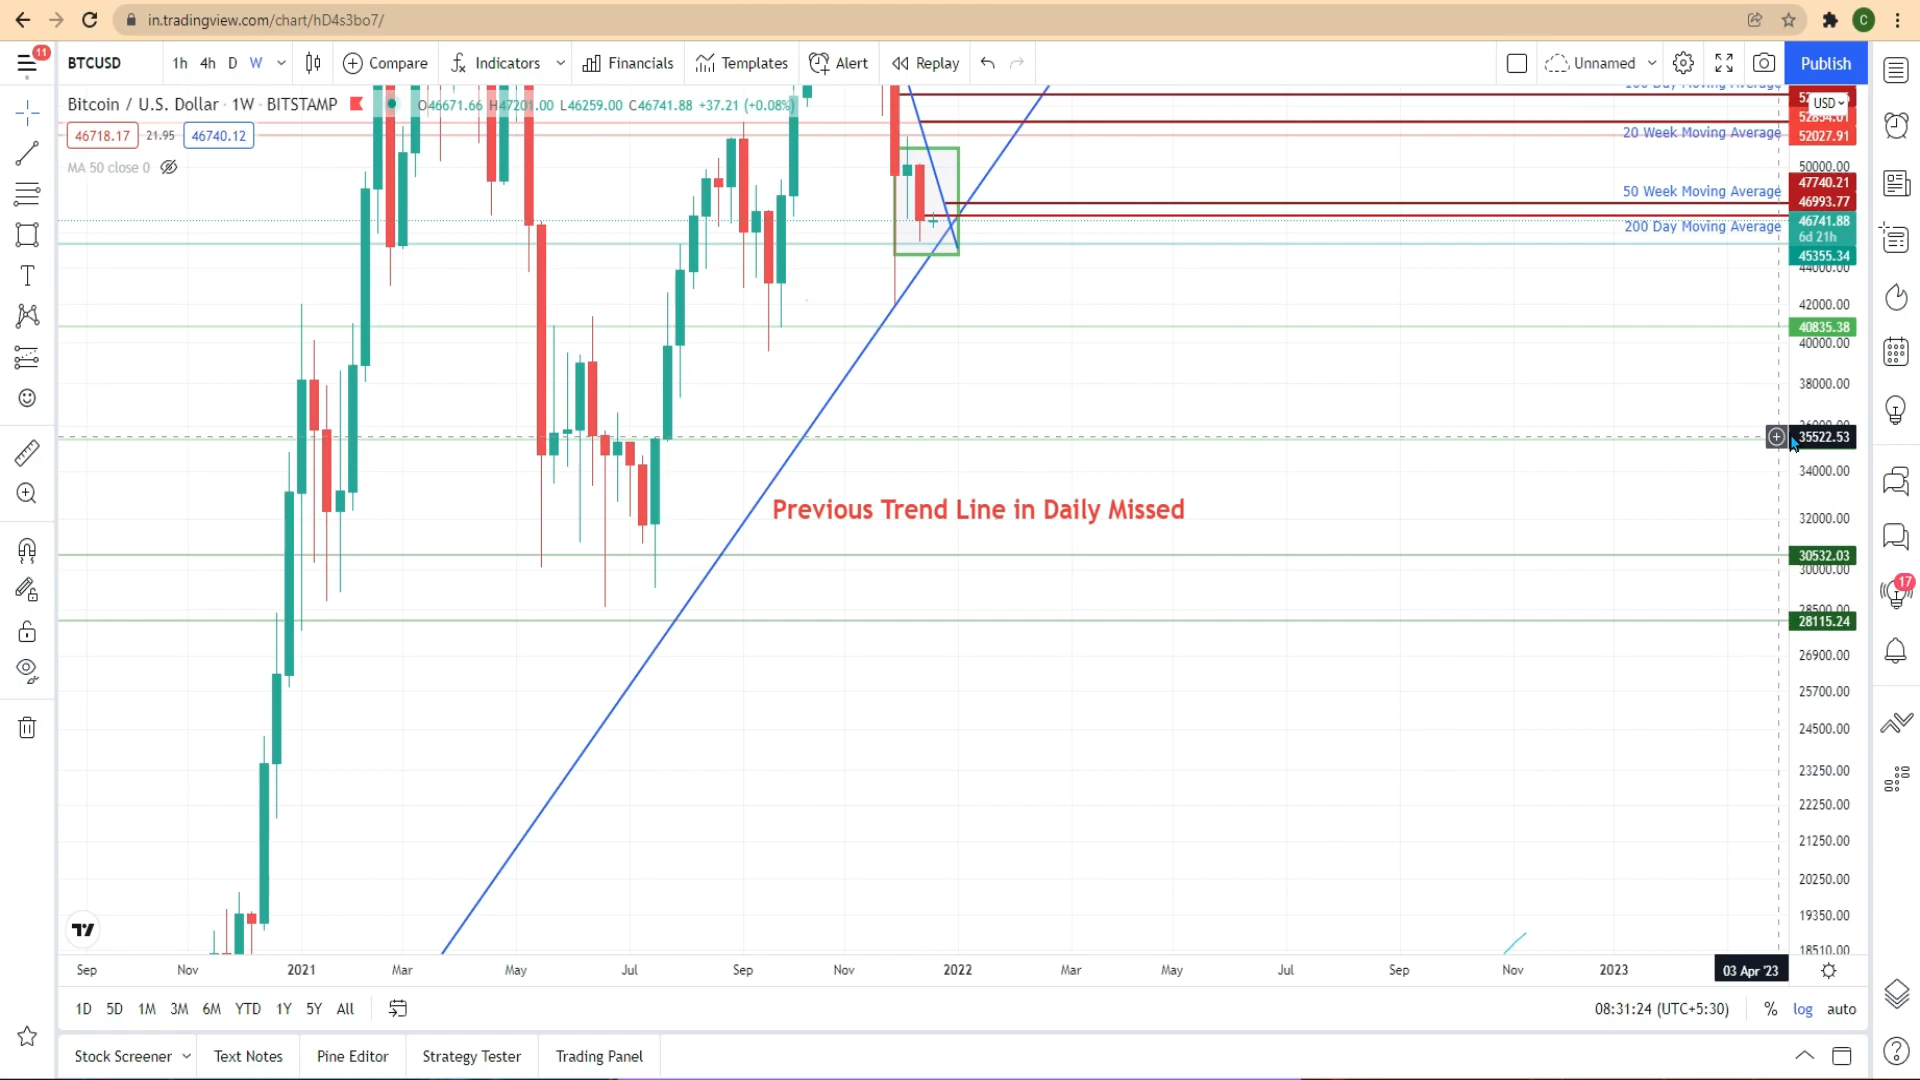 in.tradingview.com/chart/hD4s3bo7/
C
11
BTCUSD
1h 4h D W
Compare
Indicators
Financials
Templates
Alert
Replay
Unnamed
Publish
Bitcoin / U.S. Dollar · 1W · BITSTAMP
O46671.66 H47201.00 L46259.00 C46741.88 +37.21 (+0.08%)
USD
46718.17 21.95 46740.12
MA 50 close 0
20 Week Moving Average
52027.91
50000.00
50 Week Moving Average
47740.21
46993.77
200 Day Moving Average
46741.88
6d 21h
45355.34
44000.00
42000.00
40835.38
40000.00
38000.00
35522.53
34000.00
Previous Trend Line in Daily Missed
32000.00
30532.03
30000.00
17
28500.00
28115.24
26900.00
25700.00
24500.00
23250.00
22250.00
21250.00
20250.00
19350.00
18510.00
Sep Nov 2021 Mar May Jul Sep Nov 2022 Mar May Jul Sep Nov 2023 03 Apr '23
1D 5D 1M 3M 6M YTD 1Y 5Y All
08:31:24 (UTC+5:30) % log auto
Stock Screener Text Notes Pine Editor Strategy Tester Trading Panel